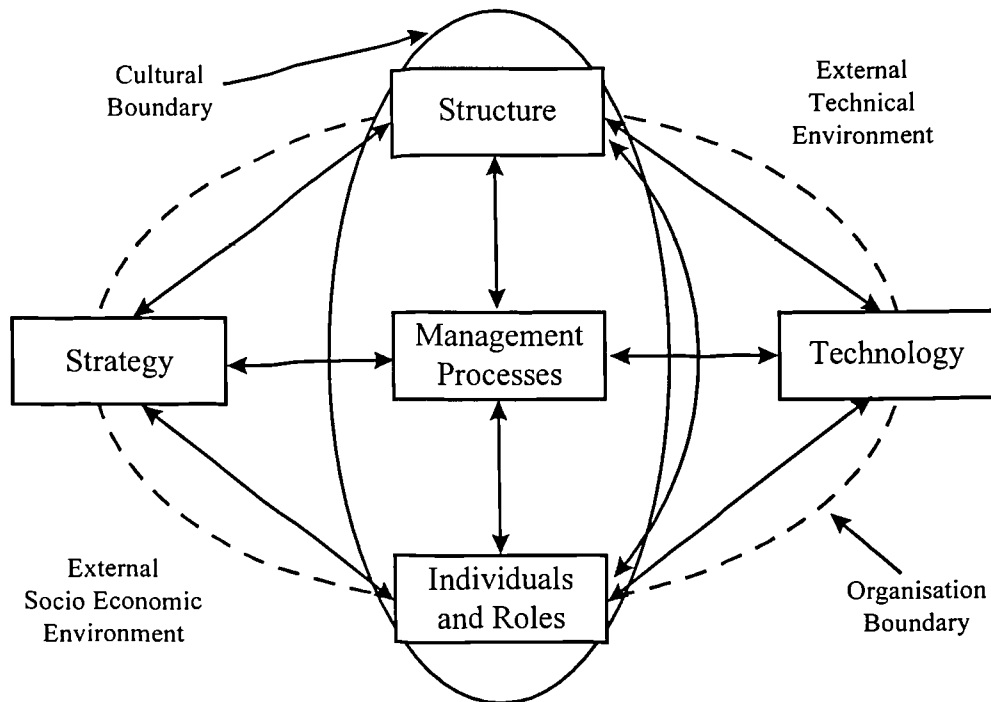 Cultural
Boundary
Structure
External
Technical
Environment
Strategy
Management
Processes
Technology
External
Socio Economic
Environment
Individuals
and Roles
Organisation
Boundary